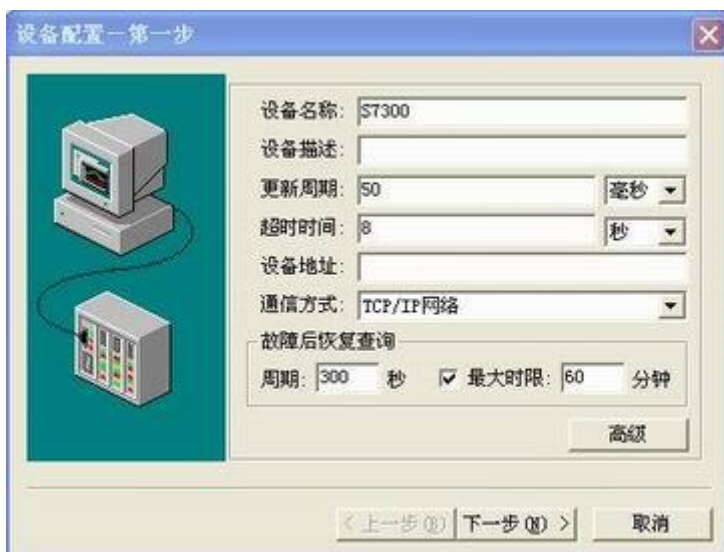 设备配置－第一步
设备名称: S7300
设备描述:
更新周期: 50 毫秒
超时时间: 8 秒
设备地址:
通信方式: TCP/IP网络
故障后恢复查询
周期: 300 秒 最大时限: 60 分钟
高级
< 上一步(B) 下一步(N) > 取消